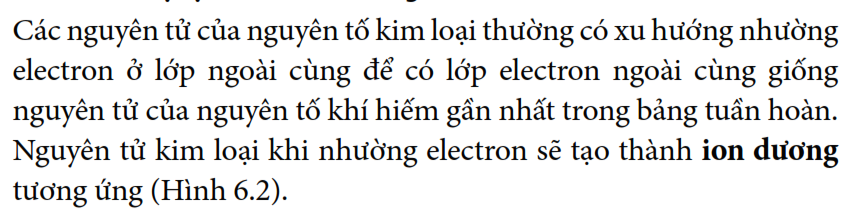 Các nguyên tử của nguyên tố kim loại thường có xu hướng nhường
electron ở lớp ngoài cùng để có lớp electron ngoài cùng giống
nguyên tử của nguyên tố khí hiếm gần nhất trong bảng tuần hoàn.
Nguyên tử kim loại khi nhường electron sẽ tạo thành ion dương
tương ứng (Hình 6.2).